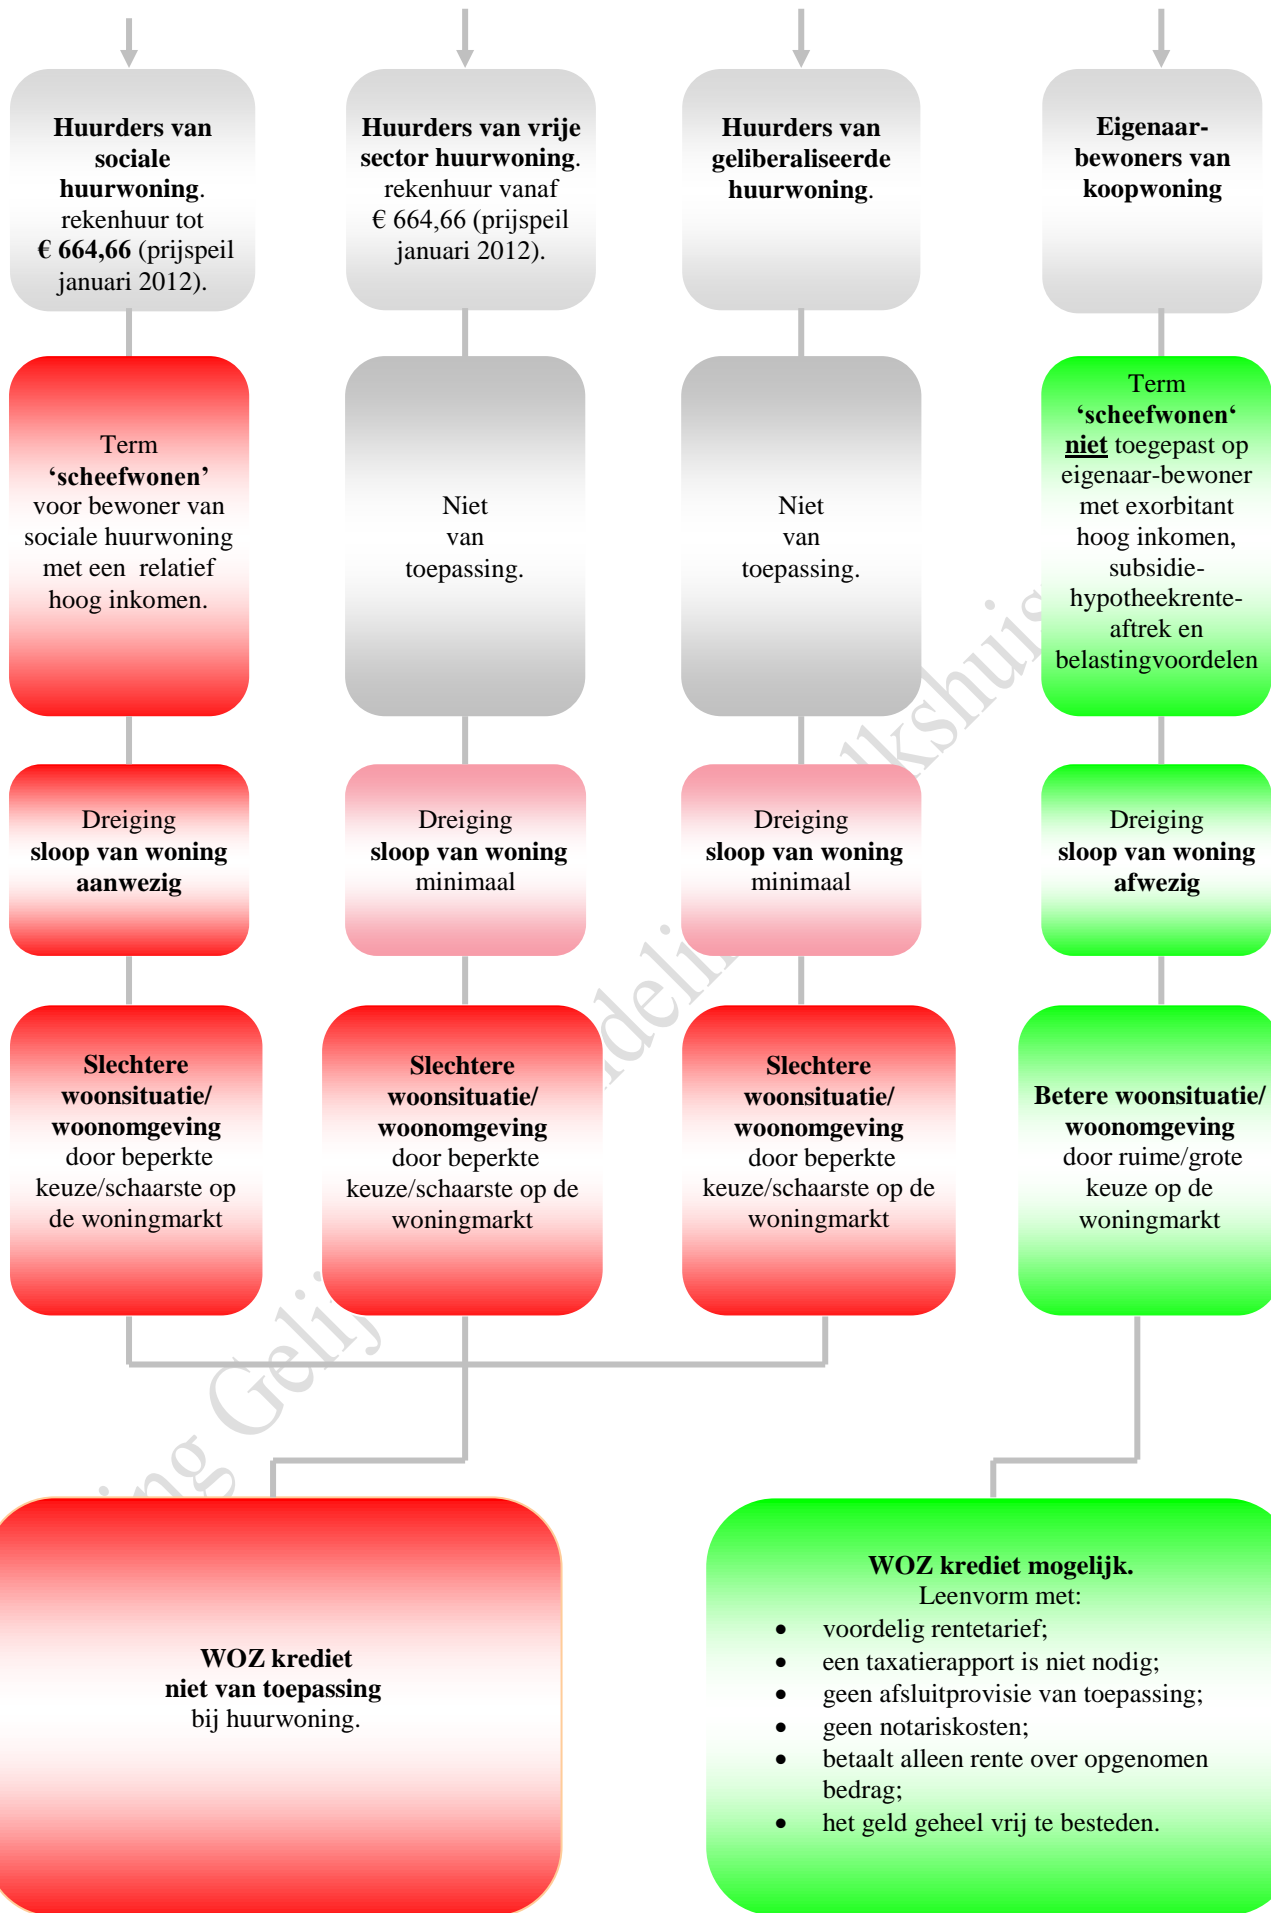 Huurders van
sociale
huurwoning.
rekenhuur tot
€ 664,66 (prijspeil
januari 2012).
Huurders van vrije
sector huurwoning.
rekenhuur vanaf
€ 664,66 (prijspeil
januari 2012).
Huurders van
geliberaliseerde
huurwoning.
Eigenaar-
bewoners van
koopwoning
Term
‘scheefwonen’
voor bewoner van
sociale huurwoning
met een relatief
hoog inkomen.
Niet
van
toepassing.
Niet
van
toepassing.
Term
‘scheefwonen‘
niet toegepast op
eigenaar-bewoner
met exorbitant
hoog inkomen,
subsidie-
hypotheekrente-
aftrek en
belastingvoordelen
Dreiging
sloop van woning
aanwezig
Dreiging
sloop van woning
minimaal
Dreiging
sloop van woning
minimaal
Dreiging
sloop van woning
afwezig
Slechtere
woonsituatie/
woonomgeving
door beperkte
keuze/schaarste op
de woningmarkt
Slechtere
woonsituatie/
woonomgeving
door beperkte
keuze/schaarste op de
woningmarkt
Slechtere
woonsituatie/
woonomgeving
door beperkte
keuze/schaarste op de
woningmarkt
Betere woonsituatie/
woonomgeving
door ruime/grote
keuze op de
woningmarkt
WOZ krediet
niet van toepassing
bij huurwoning.
WOZ krediet mogelijk.
Leenvorm met:
• voordelig rentetarief;
• een taxatierapport is niet nodig;
• geen afsluitprovisie van toepassing;
• geen notariskosten;
• betaalt alleen rente over opgenomen
bedrag;
• het geld geheel vrij te besteden.